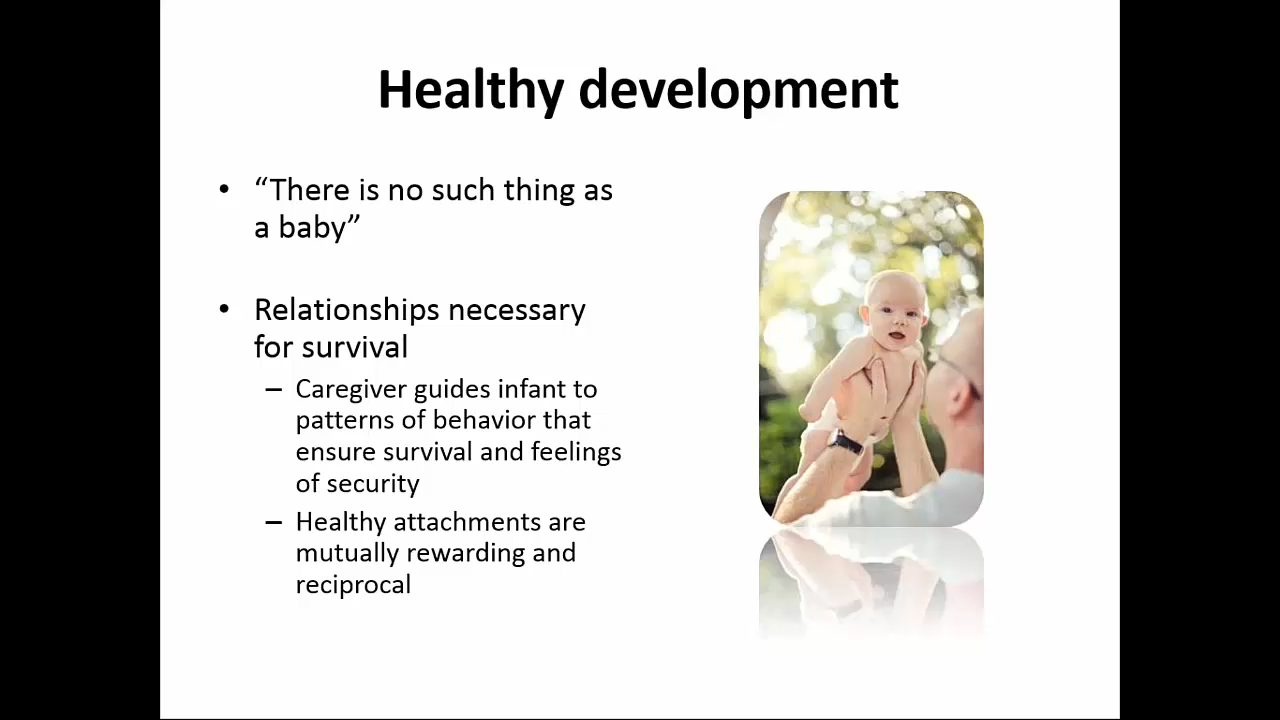 Healthy development
• “There is no such thing as
a baby”
• Relationships necessary
for survival
– Caregiver guides infant to
patterns of behavior that
ensure survival and feelings
of security
– Healthy attachments are
mutually rewarding and
reciprocal